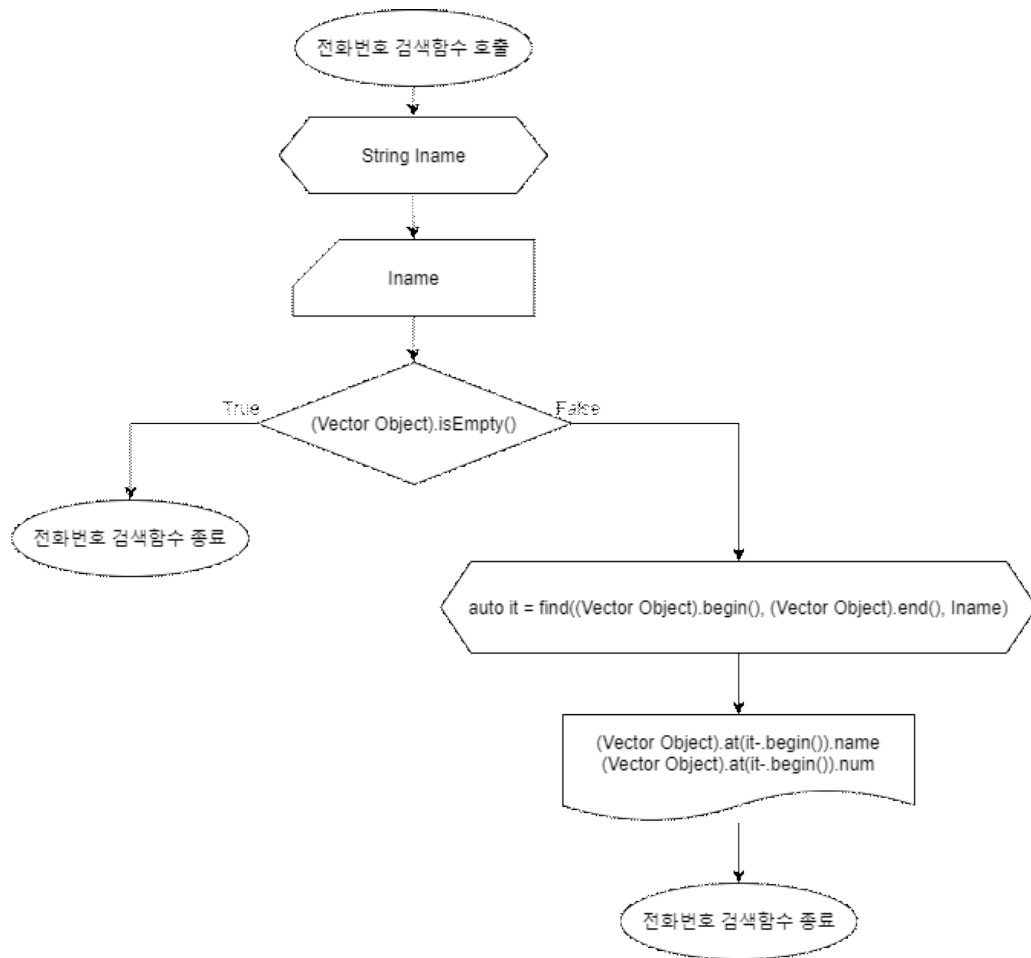 전화번호 검색함수 호출
String Iname
Iname
(Vector Object).isEmpty()
True
False
전화번호 검색함수 종료
auto it = find((Vector Object).begin(), (Vector Object).end(), Iname)
(Vector Object).at(it-.begin()).name
(Vector Object).at(it-.begin()).num
전화번호 검색함수 종료